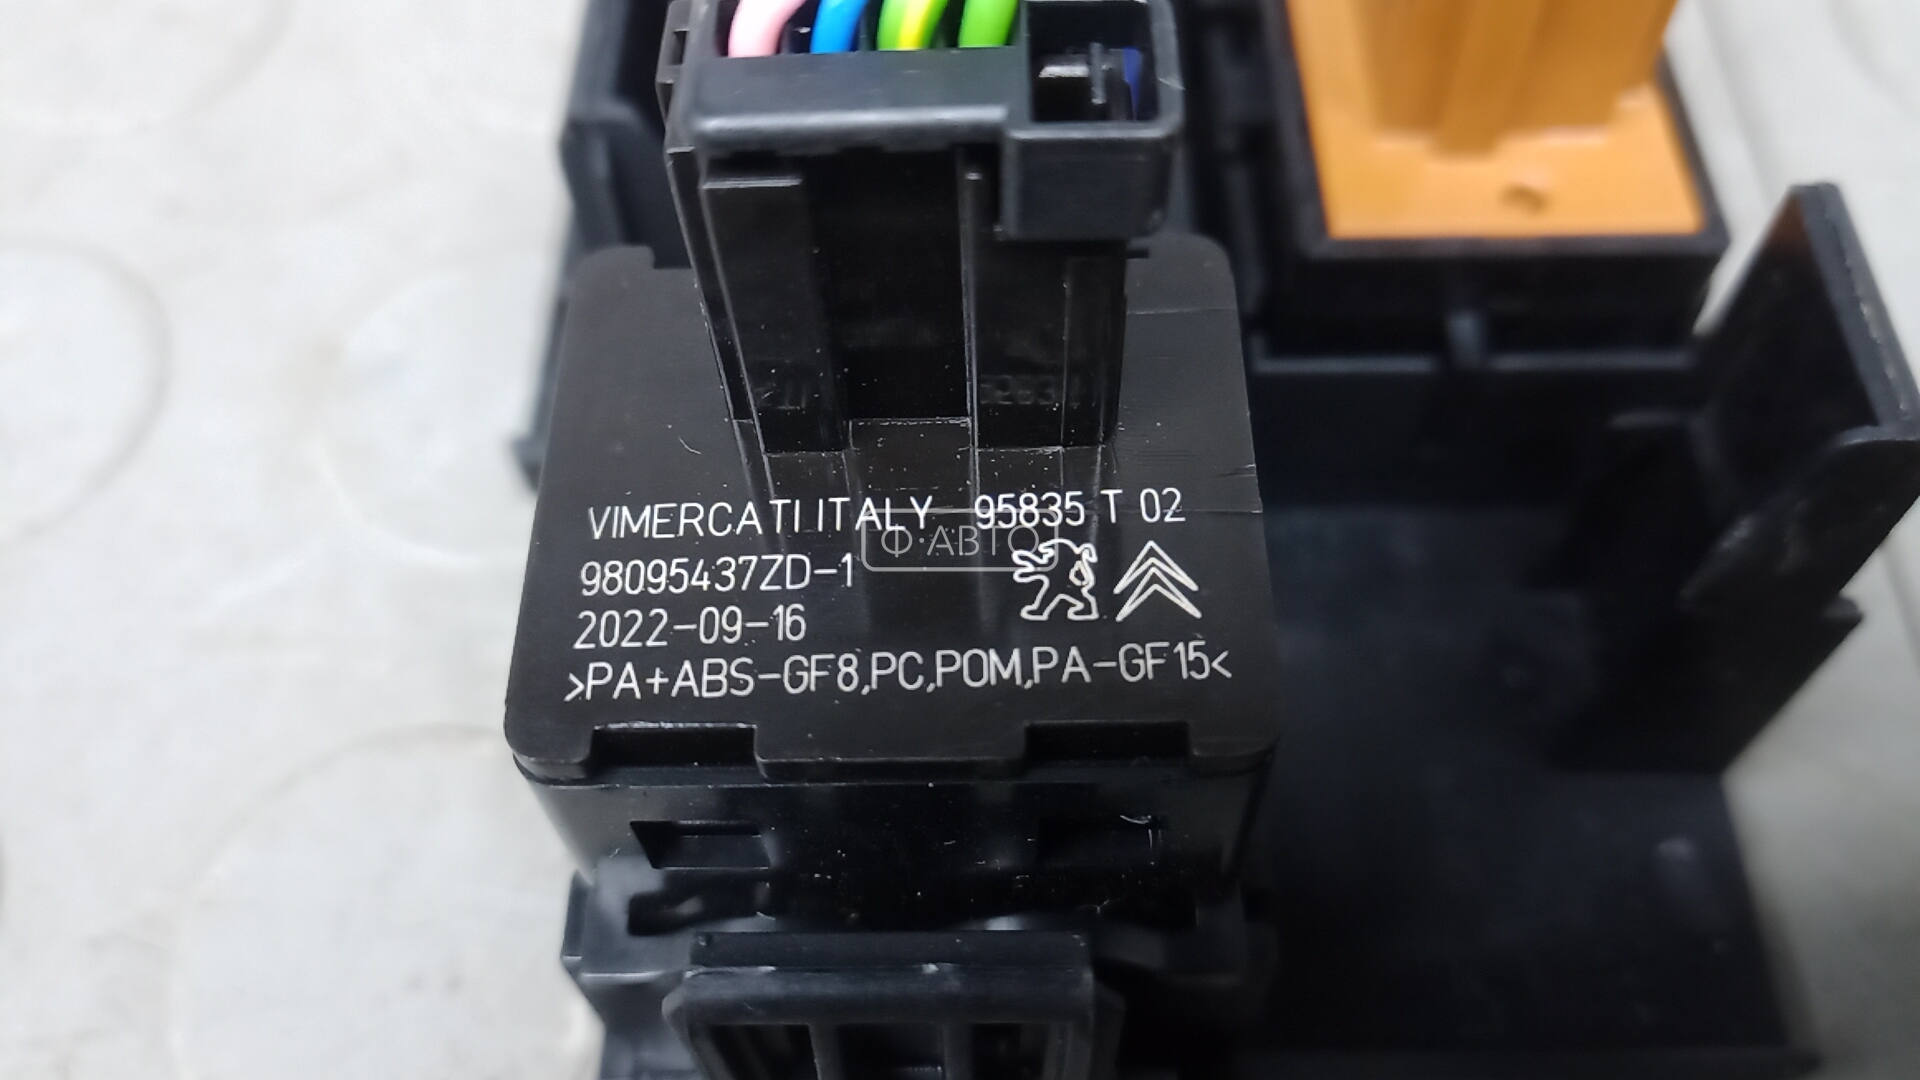 VIMERCATI ITALY 95835 T 02
Ф·АВТО
98095437ZD-1
2022-09-16
>PA+ABS-GF8,PC,POM,PA-GF15<